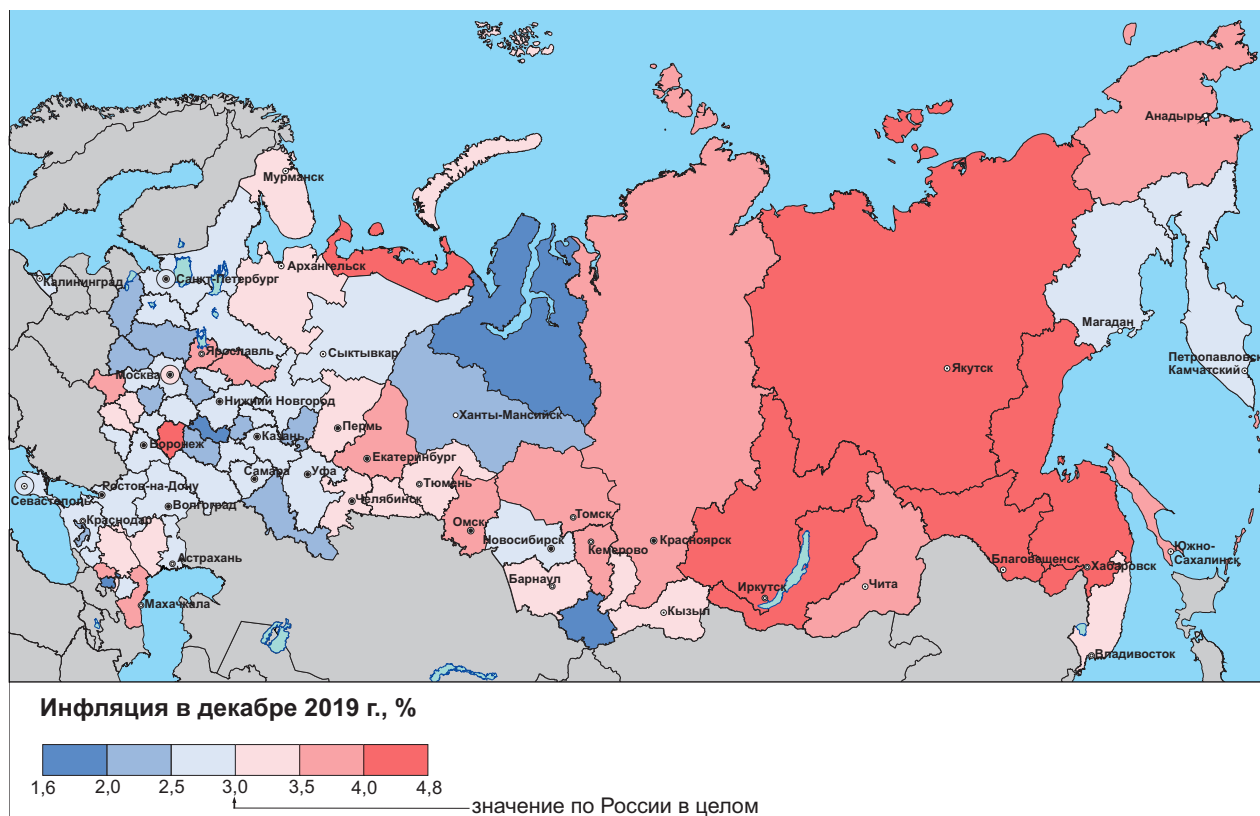 Анадырь
Мурманск
Архангельск
Калининград
Санкт-Петербург
Магадан
Ярославль
Сыктывкар
Петропавловск-
Камчатский
Москва
Якутск
Нижний Новгород
Ханты-Мансийск
Пермь
Воронеж
Казань
Екатеринбург
Самара
Уфа
Тюмень
Ростов-на-Дону
Севастополь
Волгоград
Челябинск
Краснодар
Омск
Томск
Новосибирск
Красноярск
Кемерово
Южно-
Сахалинск
Астрахань
Благовещенск
Хабаровск
Барнаул
Иркутск
Чита
Махачкала
Кызыл
Владивосток
Инфляция в декабре 2019 г., %
1,6 2,0 2,5 3,0 3,5 4,0 4,8
значение по России в целом